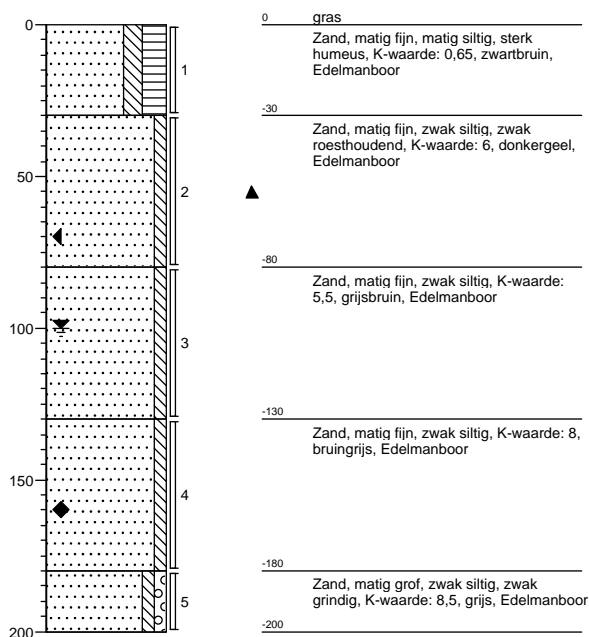 0
0 gras
Zand, matig fijn, matig siltig, sterk
humeus, K-waarde: 0,65, zwartbruin,
Edelmanboor
1
-30
Zand, matig fijn, zwak siltig, zwak
roesthoudend, K-waarde: 6, donkergeel,
Edelmanboor
50
2
-80
Zand, matig fijn, zwak siltig, K-waarde:
5,5, grijsbruin, Edelmanboor
100
3
-130
Zand, matig fijn, zwak siltig, K-waarde: 8,
bruingrijs, Edelmanboor
150
4
-180
Zand, matig grof, zwak siltig, zwak
grindig, K-waarde: 8,5, grijs, Edelmanboor
5
200
-200